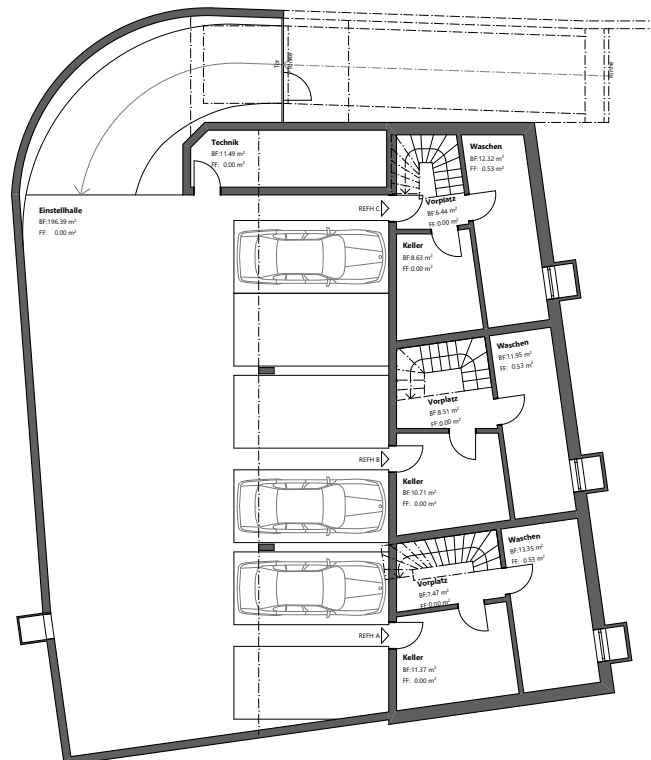 Tor
Technik
BF:11.49 m²
FF: 0.00 m²
Waschen
BF:12.32 m²
FF: 0.53 m²
Einstellhalle
BF:196.39 m²
FF: 0.00 m²
REFH C
Vorplatz
BF:6.44 m²
FF:0.00 m²
Keller
BF:8.63 m²
FF:0.00 m²
Waschen
BF:11.95 m²
FF: 0.53 m²
Vorplatz
BF:8.51 m²
FF:0.00 m²
REFH B
Keller
BF:10.71 m²
FF: 0.00 m²
Waschen
BF:13.35 m²
FF: 0.53 m²
Vorplatz
BF:7.47 m²
FF:0.00 m²
REFH A
Keller
BF:11.37 m²
FF: 0.00 m²